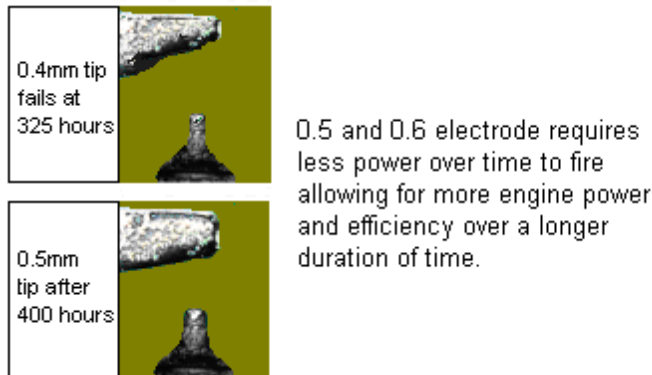 0.4mm tip
fails at
325 hours
0.5 and 0.6 electrode requires
less power over time to fire
allowing for more engine power
and efficiency over a longer
duration of time.
0.5mm
tip after
400 hours